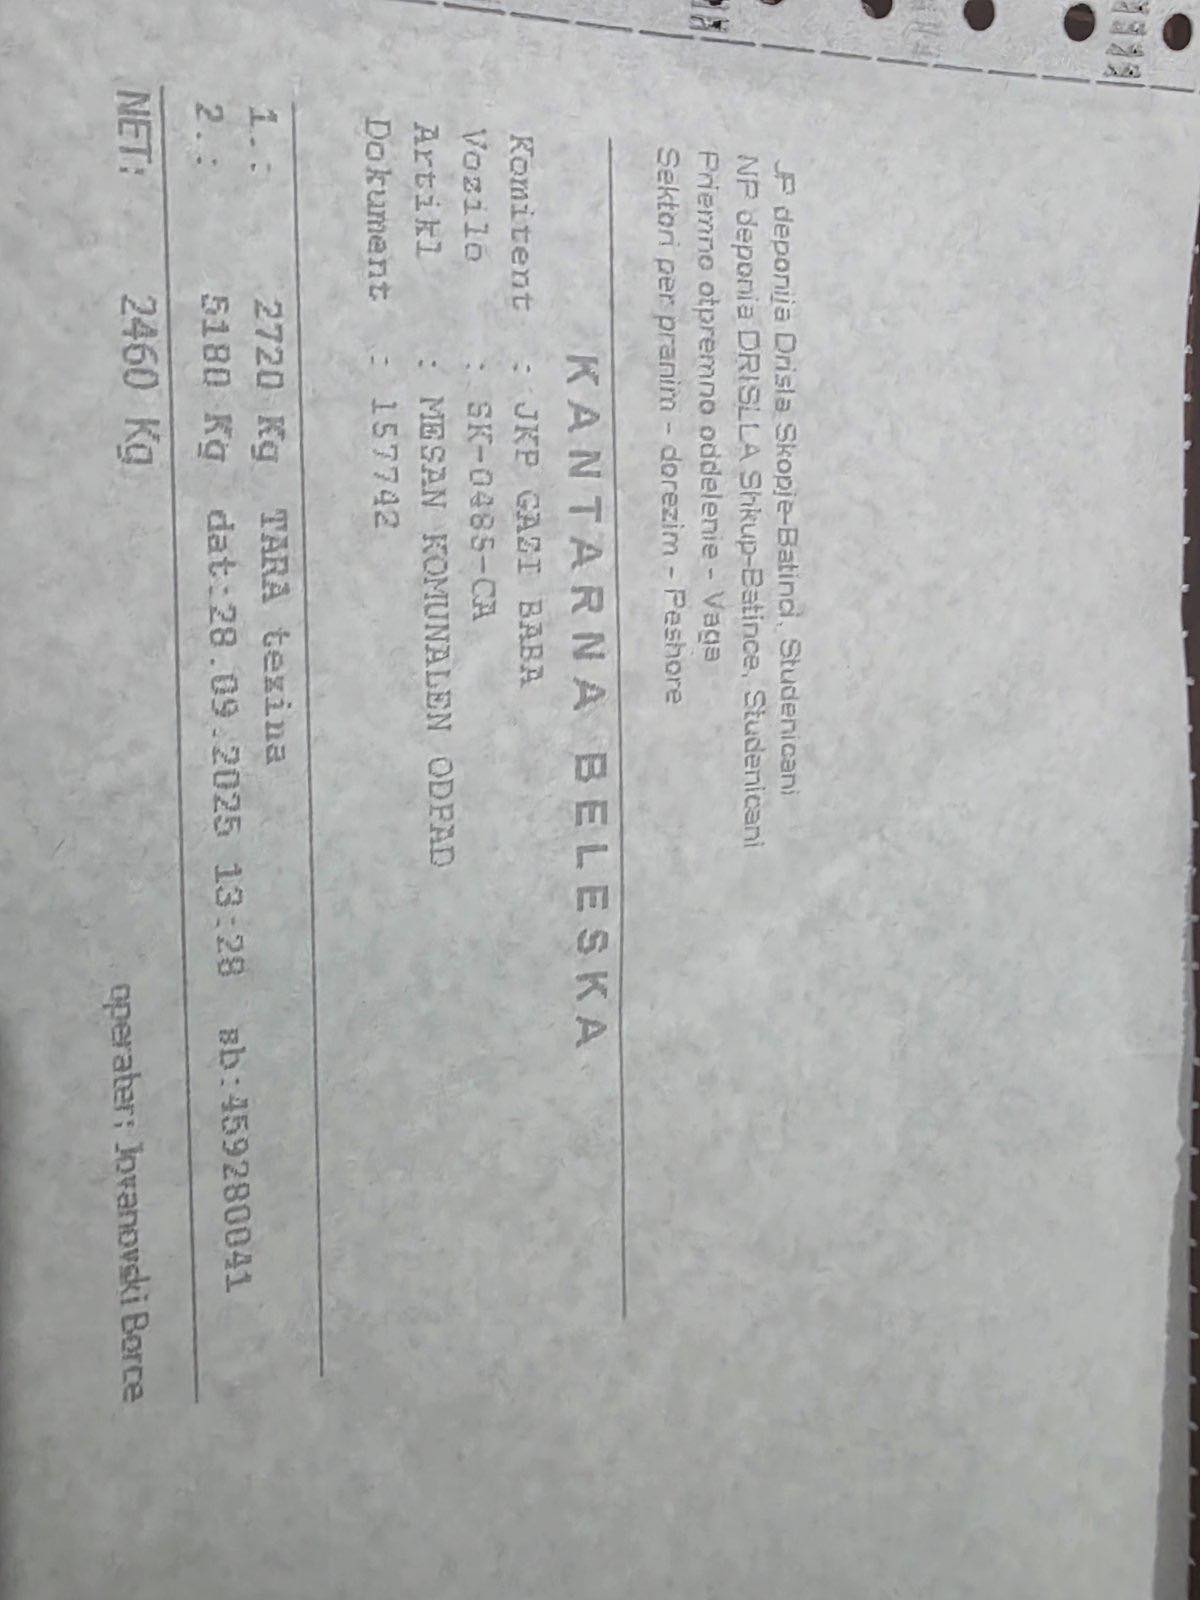 JP deponija Drisla Skopje-Batinci, Studenicani
NP deponia DRISLLA Shkup-Batince, Studenicani
Priemno otpremno oddelenie - Vaga
Sektori per pranim - dorezim - Peshore
KANTARNA BELESKA
Komitent : JKP GAZI BABA
Vozilo : SK-0485-CA
Artikl : MESAN KOMUNALEN ODPAD
Dokument : 157742
1.: 2720 Kg TARA tezina
2.: 5180 Kg dat:28.09.2025 13:28 sb:459280041
NET: 2460 Kg
operater: Jovanovski Borce